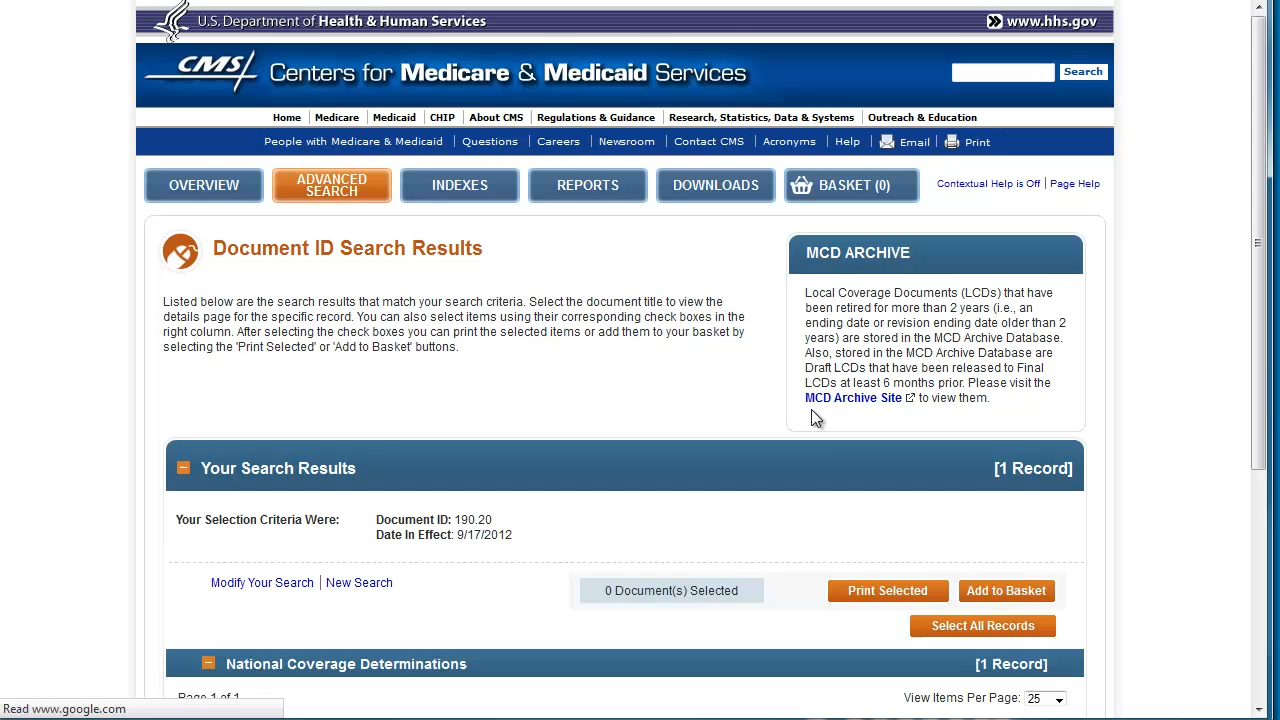 U.S. Department of Health & Human Services
www.hhs.gov
CMS/ Centers for Medicare & Medicaid Services
Search
Home Medicare Medicaid CHIP About CMS Regulations & Guidance Research, Statistics, Data & Systems Outreach & Education
People with Medicare & Medicaid Questions Careers Newsroom Contact CMS Acronyms Help Email Print
OVERVIEW
ADVANCED
SEARCH
INDEXES
REPORTS
DOWNLOADS
BASKET (0)
Contextual Help is Off Page Help
Document ID Search Results
Listed below are the search results that match your search criteria. Select the document title to view the
details page for the specific record. You can also select items using their corresponding check boxes in the
right column. After selecting the check boxes you can print the selected items or add them to your basket by
selecting the 'Print Selected' or 'Add to Basket' buttons.
MCD ARCHIVE
Local Coverage Documents (LCDs) that have
been retired for more than 2 years (i.e., an
ending date or revision ending date older than 2
years) are stored in the MCD Archive Database.
Also, stored in the MCD Archive Database are
Draft LCDs that have been released to Final
LCDs at least 6 months prior. Please visit the
MCD Archive Site to view them.
Your Search Results [1 Record]
Your Selection Criteria Were: Document ID: 190.20
Date In Effect: 9/17/2012
Modify Your Search New Search
0 Document(s) Selected
Print Selected
Add to Basket
Select All Records
National Coverage Determinations [1 Record]
Page 1 of 1
View Items Per Page: 25
Read www.google.com